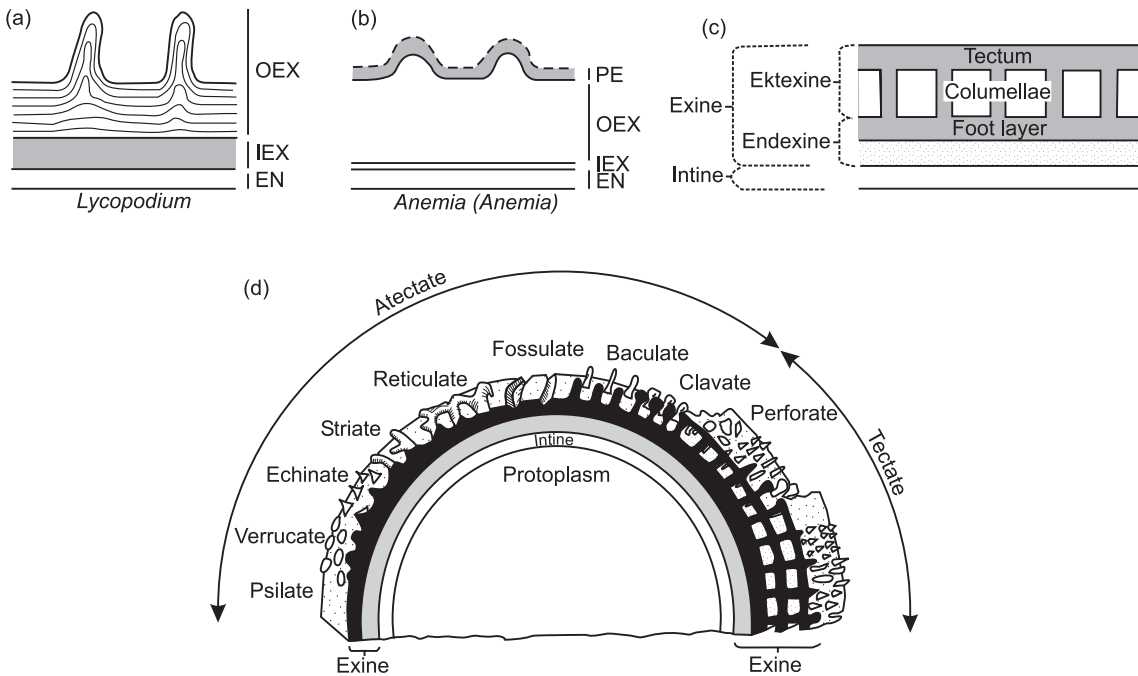 (a)
OEX
IEX
EN
Lycopodium
(b)
PE
OEX
IEX
EN
Anemia (Anemia)
(c)
Exine
Intine
Ektexine
Endexine
Tectum
Columellae
Foot layer
(d)
Atectate
Tectate
Psilate
Verrucate
Echinate
Striate
Reticulate
Fossulate
Baculate
Clavate
Perforate
Intine
Protoplasm
Exine
Exine